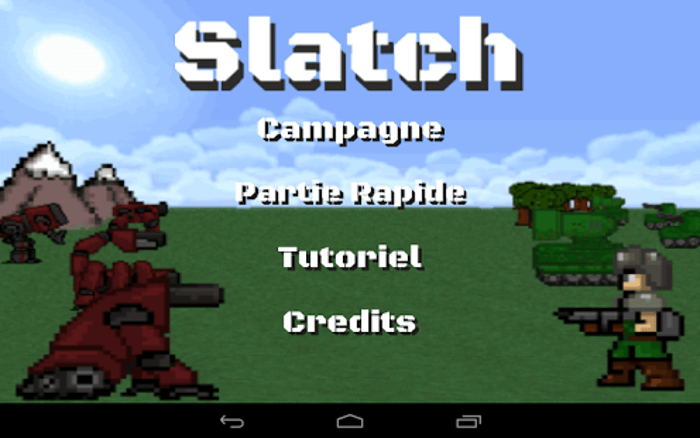 Slatch
Campagne
Partie Rapide
Tutoriel
Credits